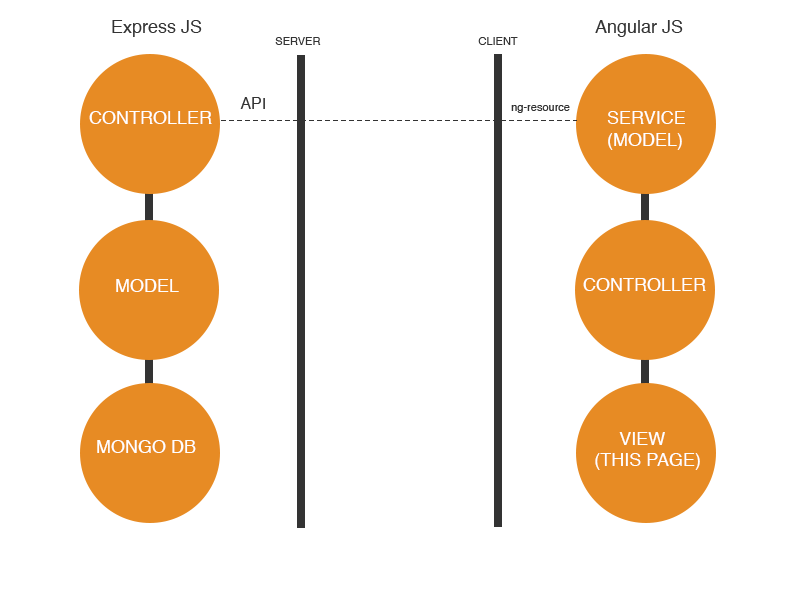 Express JS
Angular JS
SERVER
CLIENT
API
ng-resource
CONTROLLER
SERVICE
(MODEL)
MODEL
CONTROLLER
MONGO DB
VIEW
(THIS PAGE)